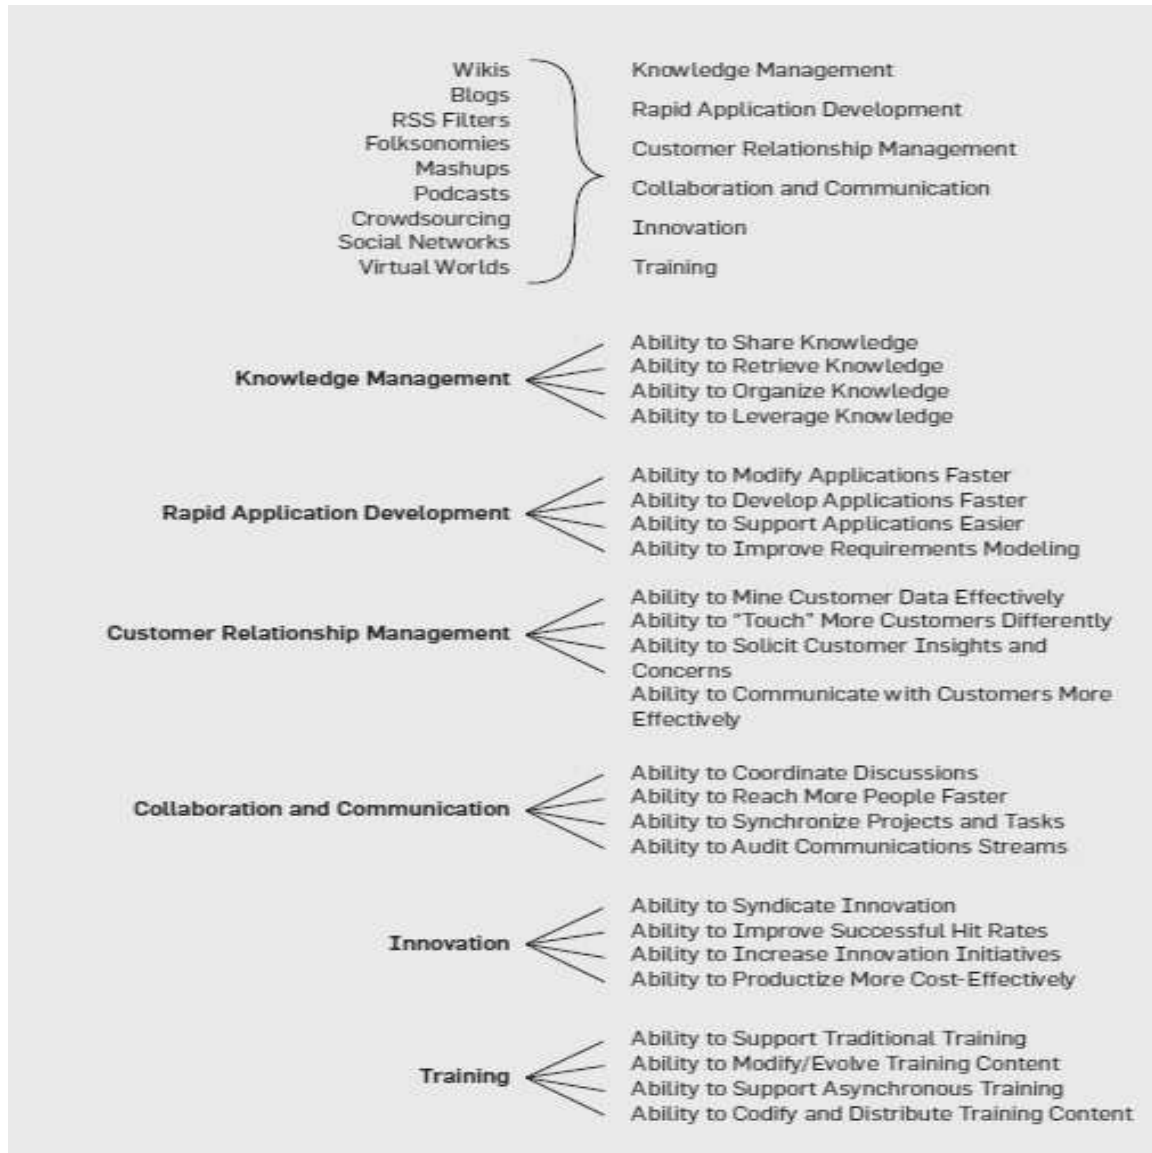 Wikis
Blogs
RSS Filters
Folksonomies
Mashups
Podcasts
Crowdsourcing
Social Networks
Virtual Worlds
Knowledge Management
Rapid Application Development
Customer Relationship Management
Collaboration and Communication
Innovation
Training
Knowledge Management
Ability to Share Knowledge
Ability to Retrieve Knowledge
Ability to Organize Knowledge
Ability to Leverage Knowledge
Rapid Application Development
Ability to Modify Applications Faster
Ability to Develop Applications Faster
Ability to Support Applications Easier
Ability to Improve Requirements Modeling
Customer Relationship Management
Ability to Mine Customer Data Effectively
Ability to “Touch” More Customers Differently
Ability to Solicit Customer Insights and
Concerns
Ability to Communicate with Customers More
Effectively
Collaboration and Communication
Ability to Coordinate Discussions
Ability to Reach More People Faster
Ability to Synchronize Projects and Tasks
Ability to Audit Communications Streams
Innovation
Ability to Syndicate Innovation
Ability to Improve Successful Hit Rates
Ability to Increase Innovation Initiatives
Ability to Productize More Cost-Effectively
Training
Ability to Support Traditional Training
Ability to Modify/Evolve Training Content
Ability to Support Asynchronous Training
Ability to Codify and Distribute Training Content